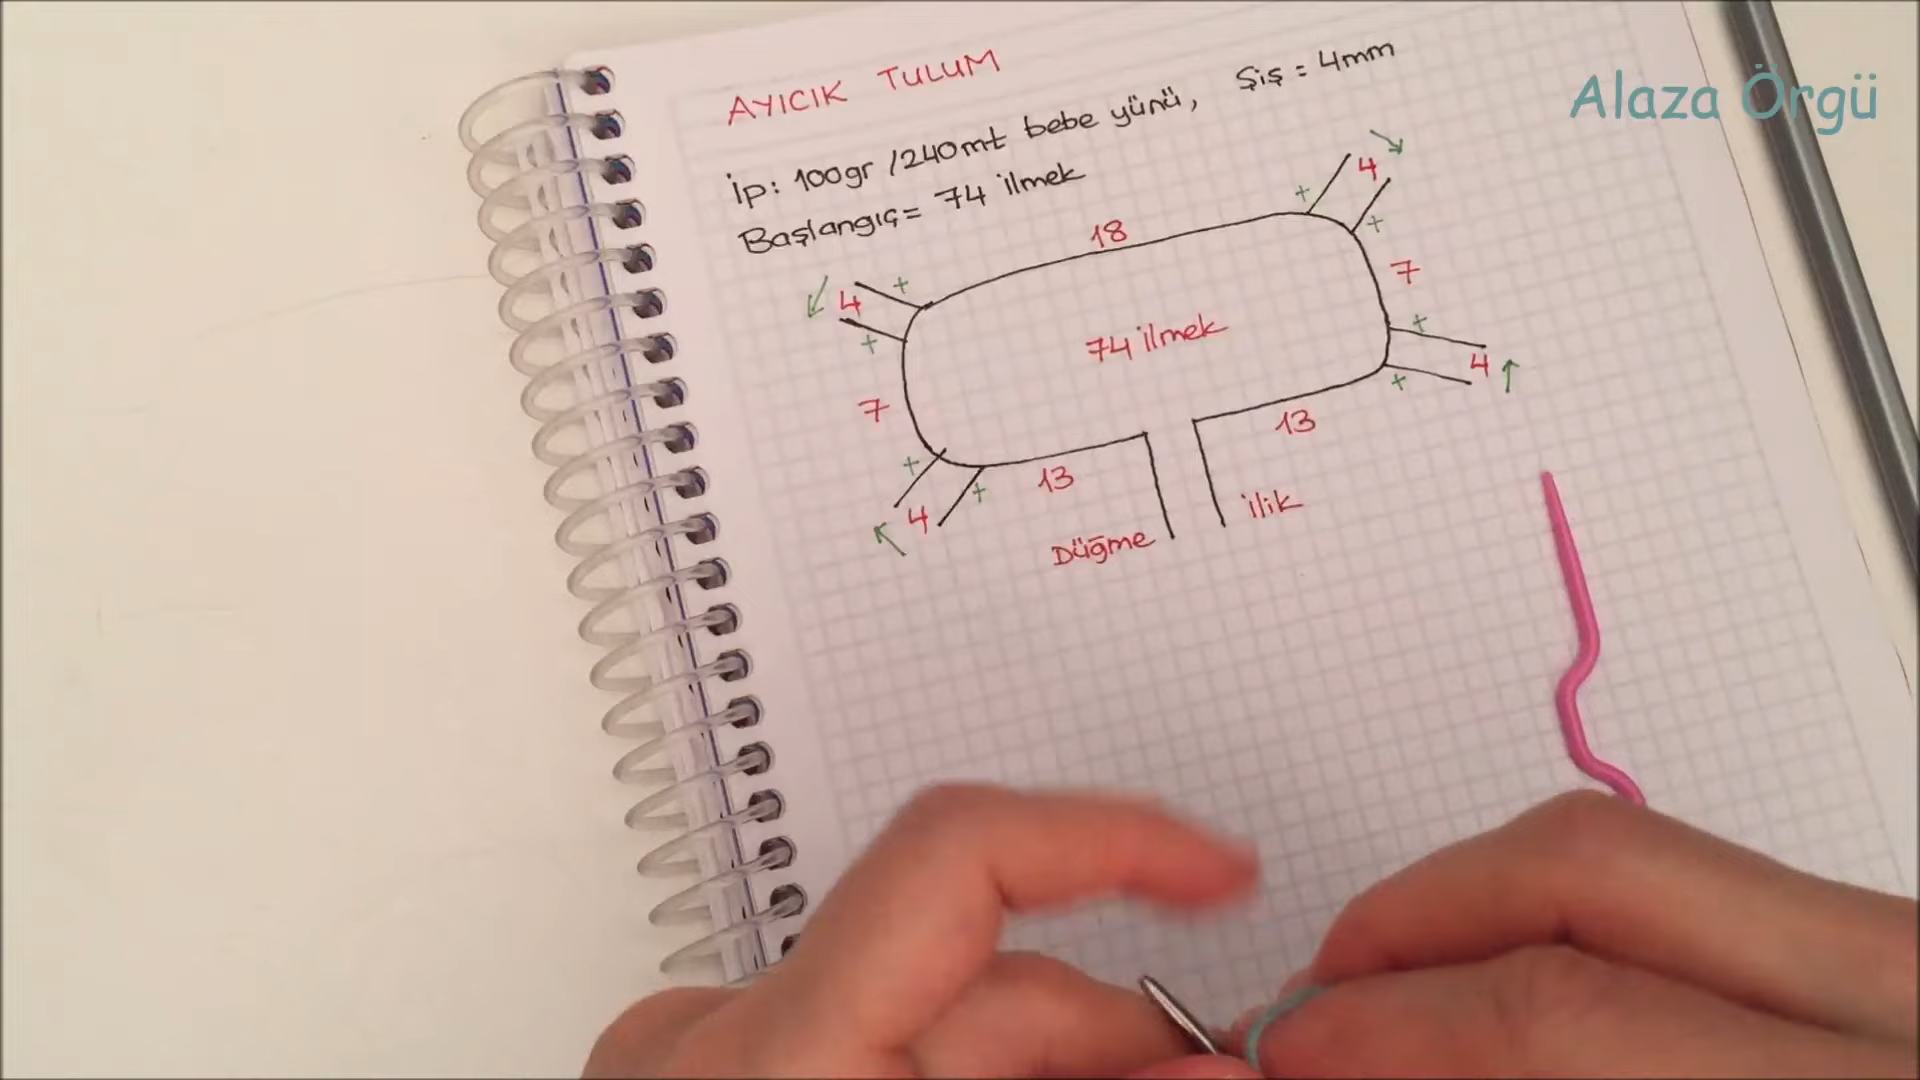 Alaza Örgü
AYICIK TULUM
İp: 100gr /240mt bebe yünü, Şiş = 4mm
Başlangıç = 74 ilmek
18
4
+
+
7
+
+
4
4
+
+
7
+
+
4
74 ilmek
13
13
Düğme
ilik